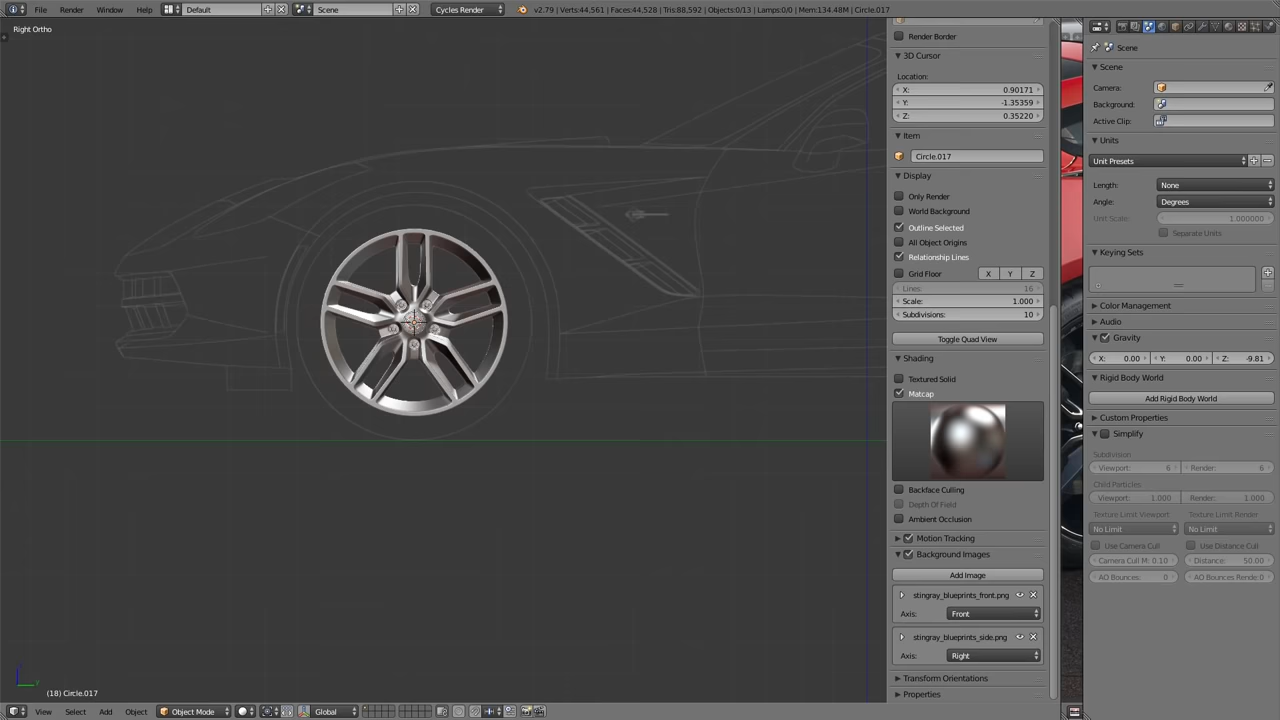 File Render Window Help Default Scene Cycles Render v2.79 | Verts:44,561 | Faces:44,528 | Tris:88,592 | Objects:0/13 | Lamps:0/0 | Mem:134.48M | Circle.017
Right Ortho
Render Border
3D Cursor
Location:
X: 0.90171
Y: -1.35359
Z: 0.35220
Item
Circle.017
Display
Only Render
World Background
Outline Selected
All Object Origins
Relationship Lines
Grid Floor X Y Z
Lines: 16
Scale: 1.000
Subdivisions: 10
Toggle Quad View
Shading
Textured Solid
Matcap
Backface Culling
Depth Of Field
Ambient Occlusion
Motion Tracking
Background Images
Add Image
stingray_blueprints_front.png
Axis: Front
stingray_blueprints_side.png
Axis: Right
Transform Orientations
Properties
Scene
Scene
Camera:
Background:
Active Clip:
Units
Unit Presets
Length: None
Angle: Degrees
Unit Scale: 1.000000
Separate Units
Keying Sets
Color Management
Audio
Gravity
X: 0.00 Y: 0.00 Z: -9.81
Rigid Body World
Add Rigid Body World
Custom Properties
Simplify
Subdivision
Viewport: 6 Render: 6
Child Particles:
Viewport: 1.000 Render: 1.000
Texture Limit Viewport Texture Limit Render
No Limit No Limit
Use Camera Cull Use Distance Cull
Camera Cull M: 0.10 Distance: 50.00
AO Bounces: 0 AO Bounces Rende:0
(18) Circle.017
View Select Add Object Object Mode Global